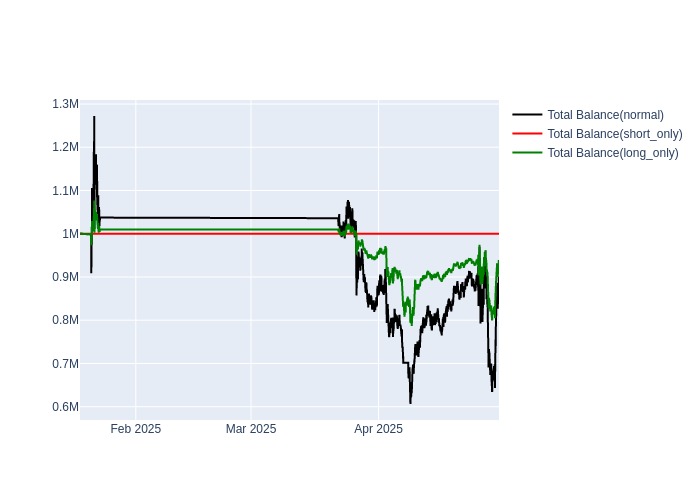 1.3M
1.2M
1.1M
1M
0.9M
0.8M
0.7M
0.6M
Feb 2025
Mar 2025
Apr 2025
Total Balance(normal)
Total Balance(short_only)
Total Balance(long_only)